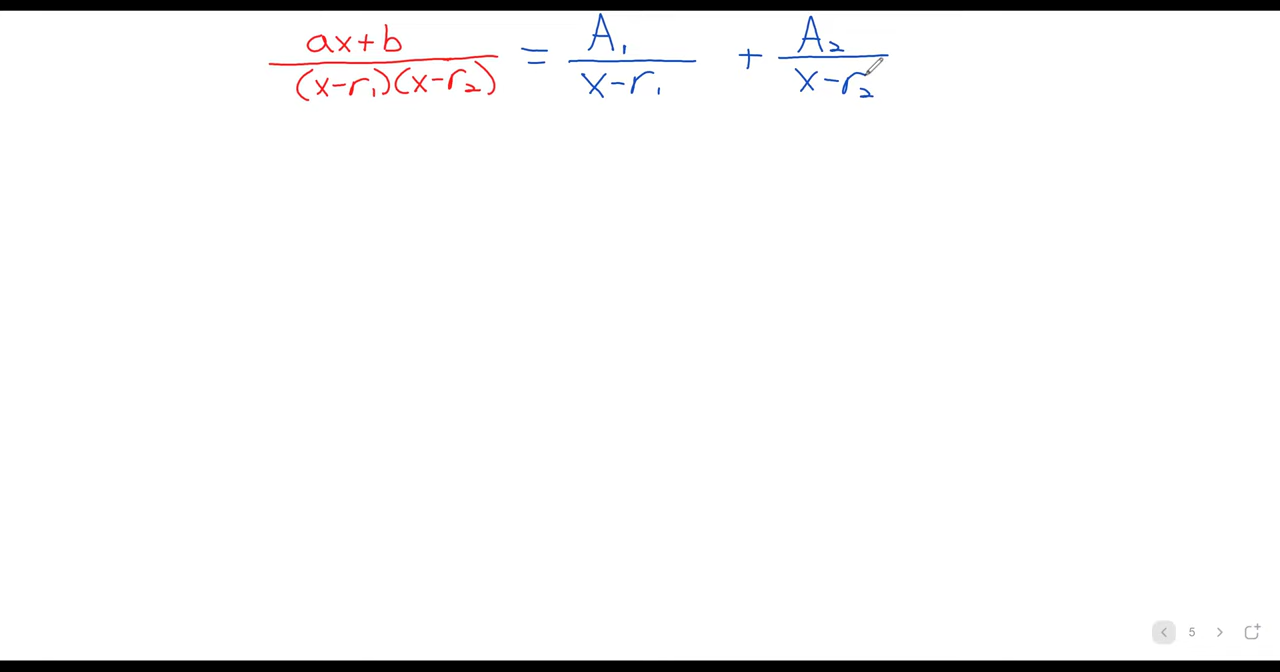 (ax+b)/((x-r₁)(x-r₂)) = A₁/(x-r₁) + A₂/(x-r₂)
5